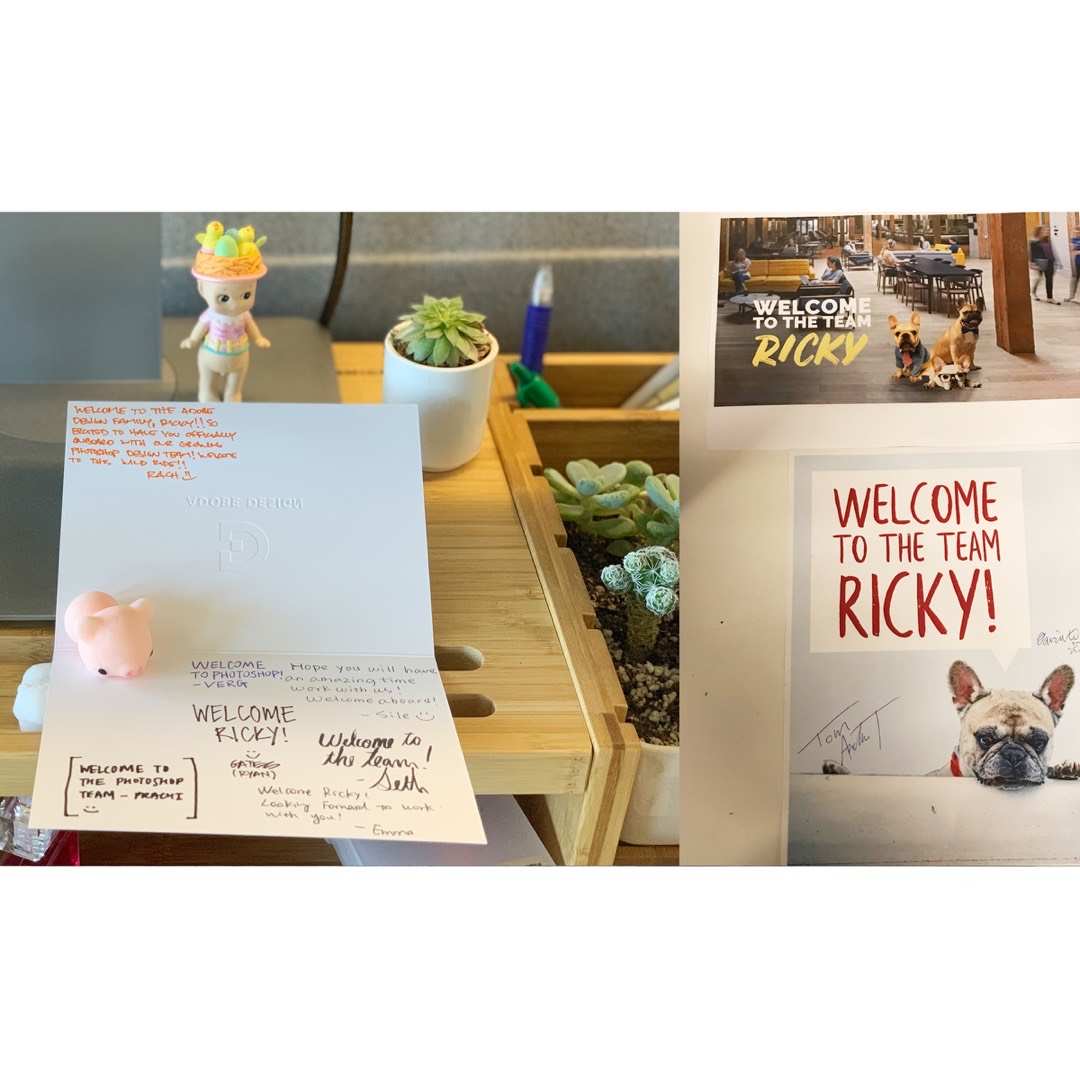 WELCOME TO THE ADOBE
DESIGN FAMILY, RICKY!! SO
EXCITED TO HAVE YOU OFFICIALLY
ONBOARD WITH OUR GROWING
PHOTOSHOP DESIGN TEAM! WELCOME
TO THE WILD RIDE!!
RACH
ADOBE DESIGN
D
WELCOME
TO PHOTOSHOP!
- VERG
Hope you will have
an amazing time
work with us!
Welcome aboard!
- Sile
WELCOME
RICKY!
GATES
(RYAN)
Welcome to
the team!
- Seth
WELCOME TO
THE PHOTOSHOP
TEAM - PRACHI
Welcome Ricky!
Looking Forward to work
with you!
- Emma
WELCOME
TO THE TEAM
RICKY
WELCOME
TO THE TEAM
RICKY!
Tom